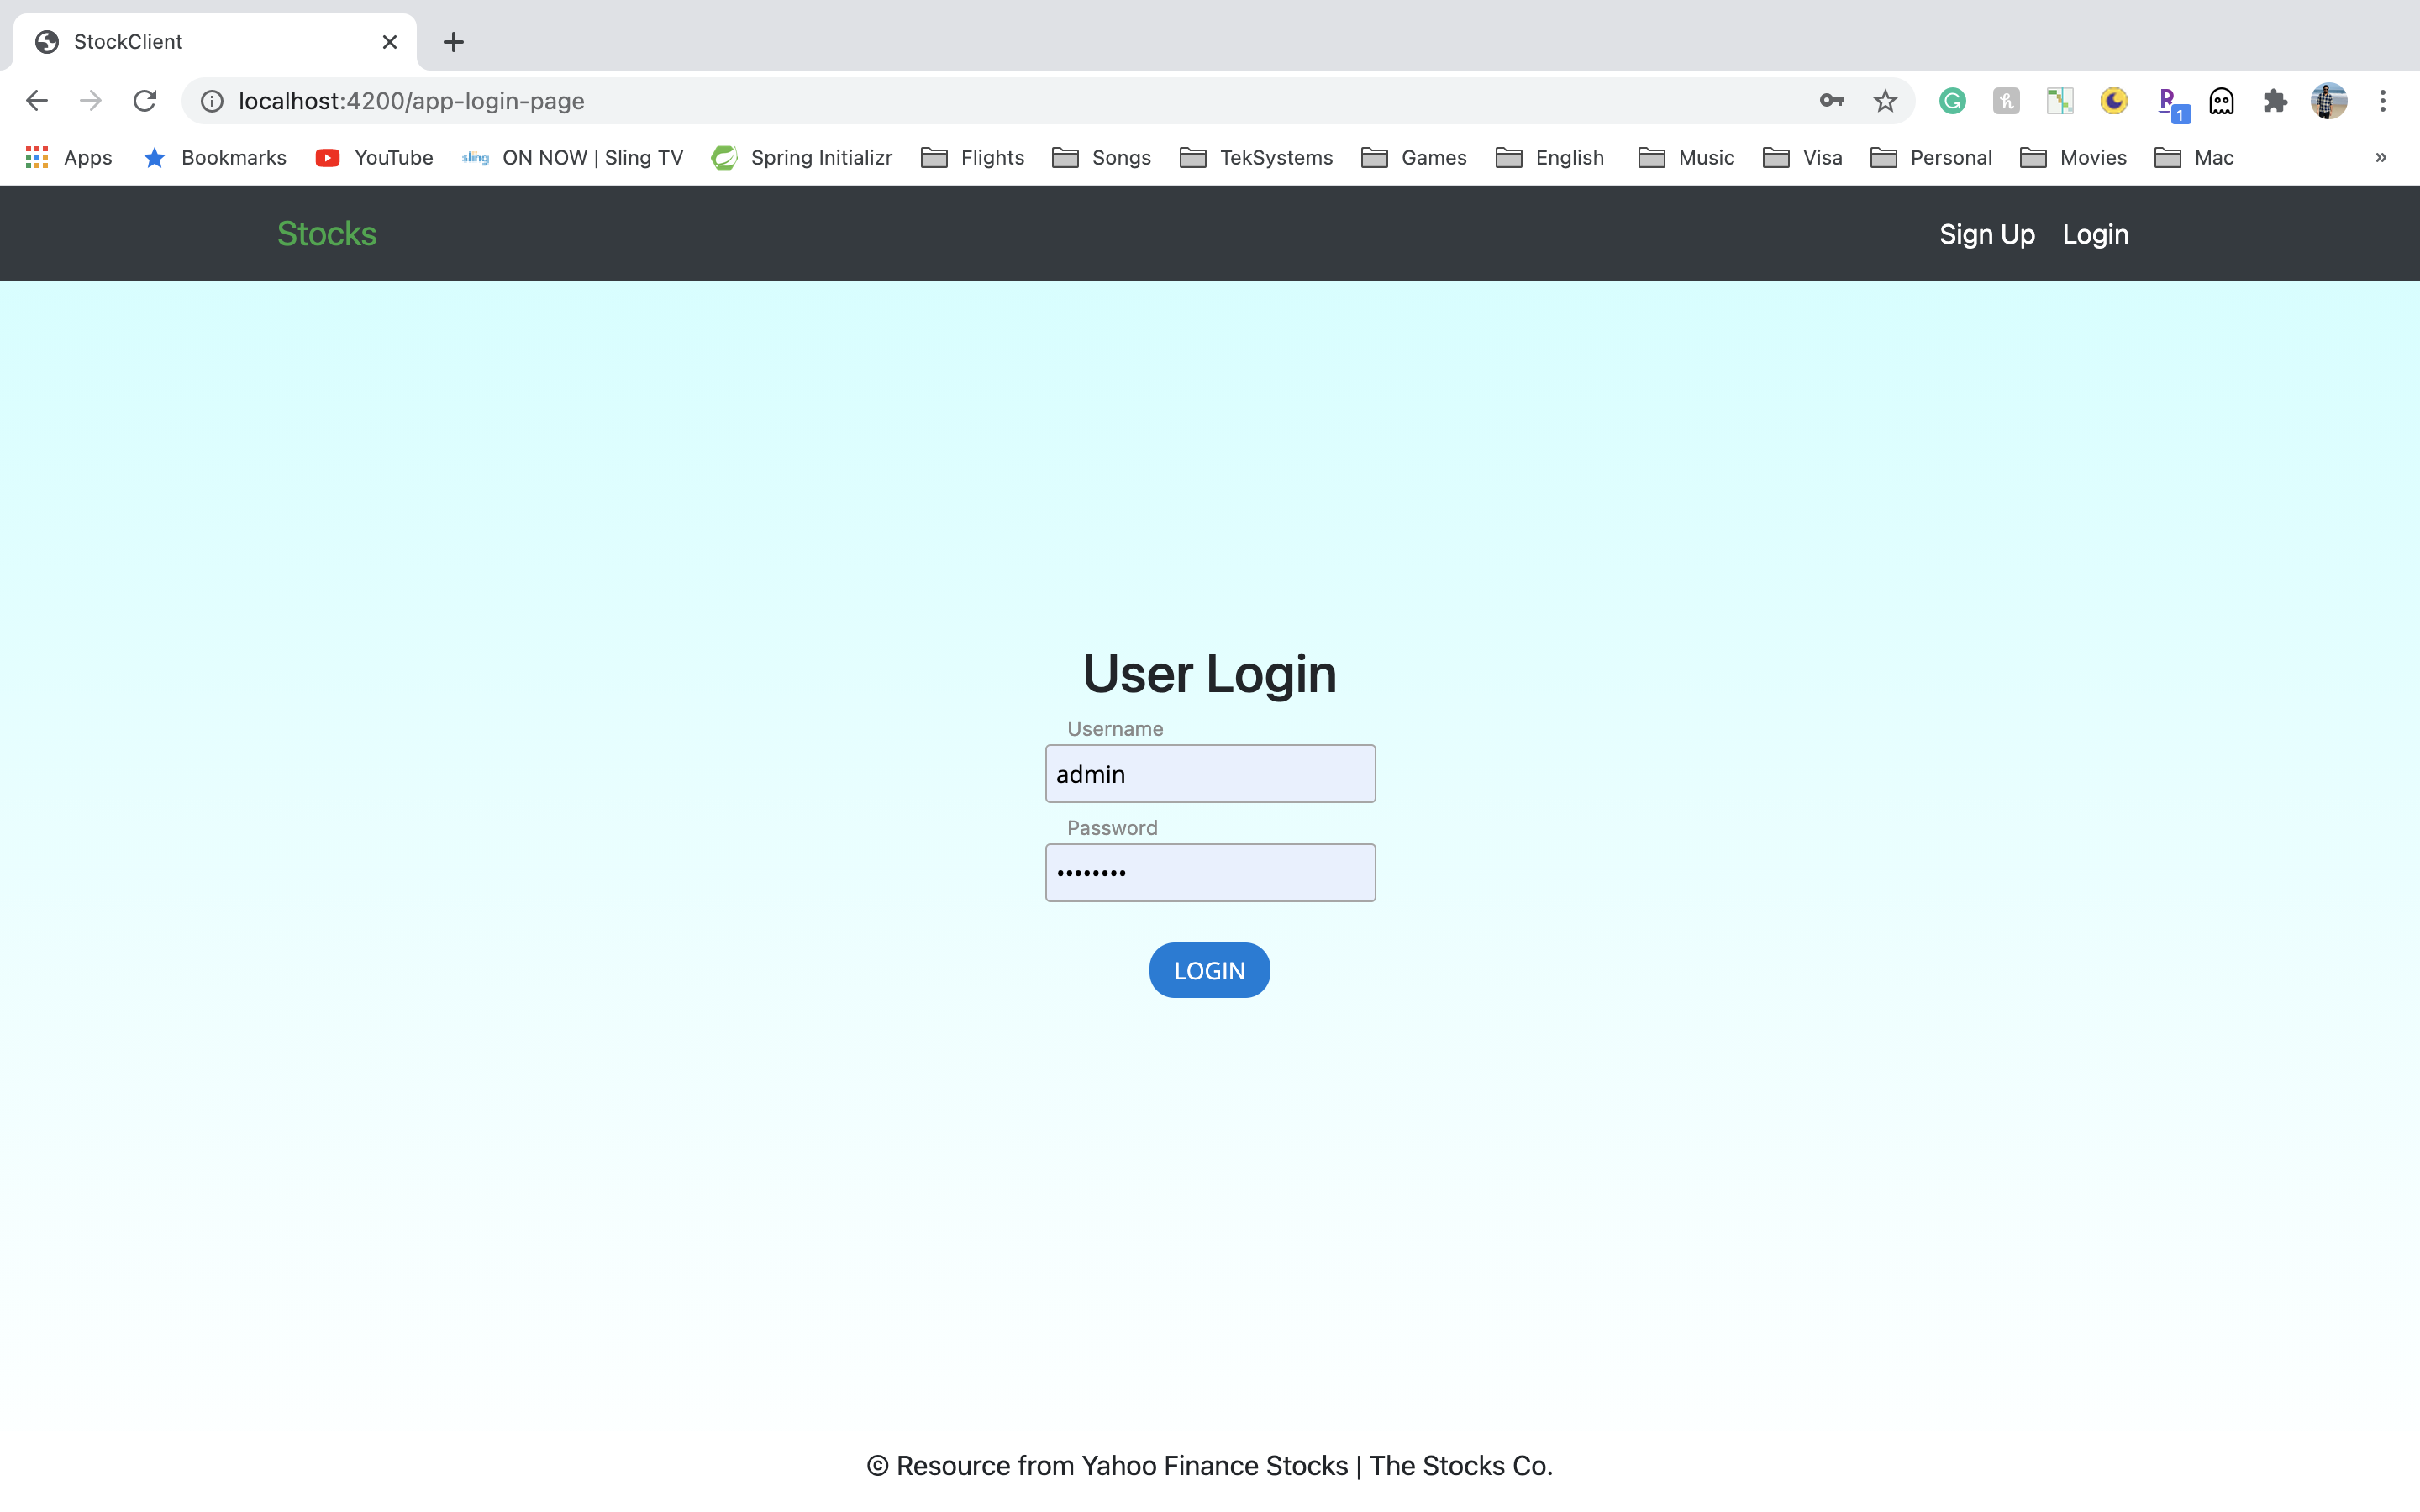 StockClient
localhost:4200/app-login-page
1
Apps Bookmarks YouTube sling ON NOW | Sling TV Spring Initializr Flights Songs TekSystems Games English Music Visa Personal Movies Mac »
Stocks Sign Up Login
User Login
Username
admin
Password
••••••••
LOGIN
© Resource from Yahoo Finance Stocks | The Stocks Co.